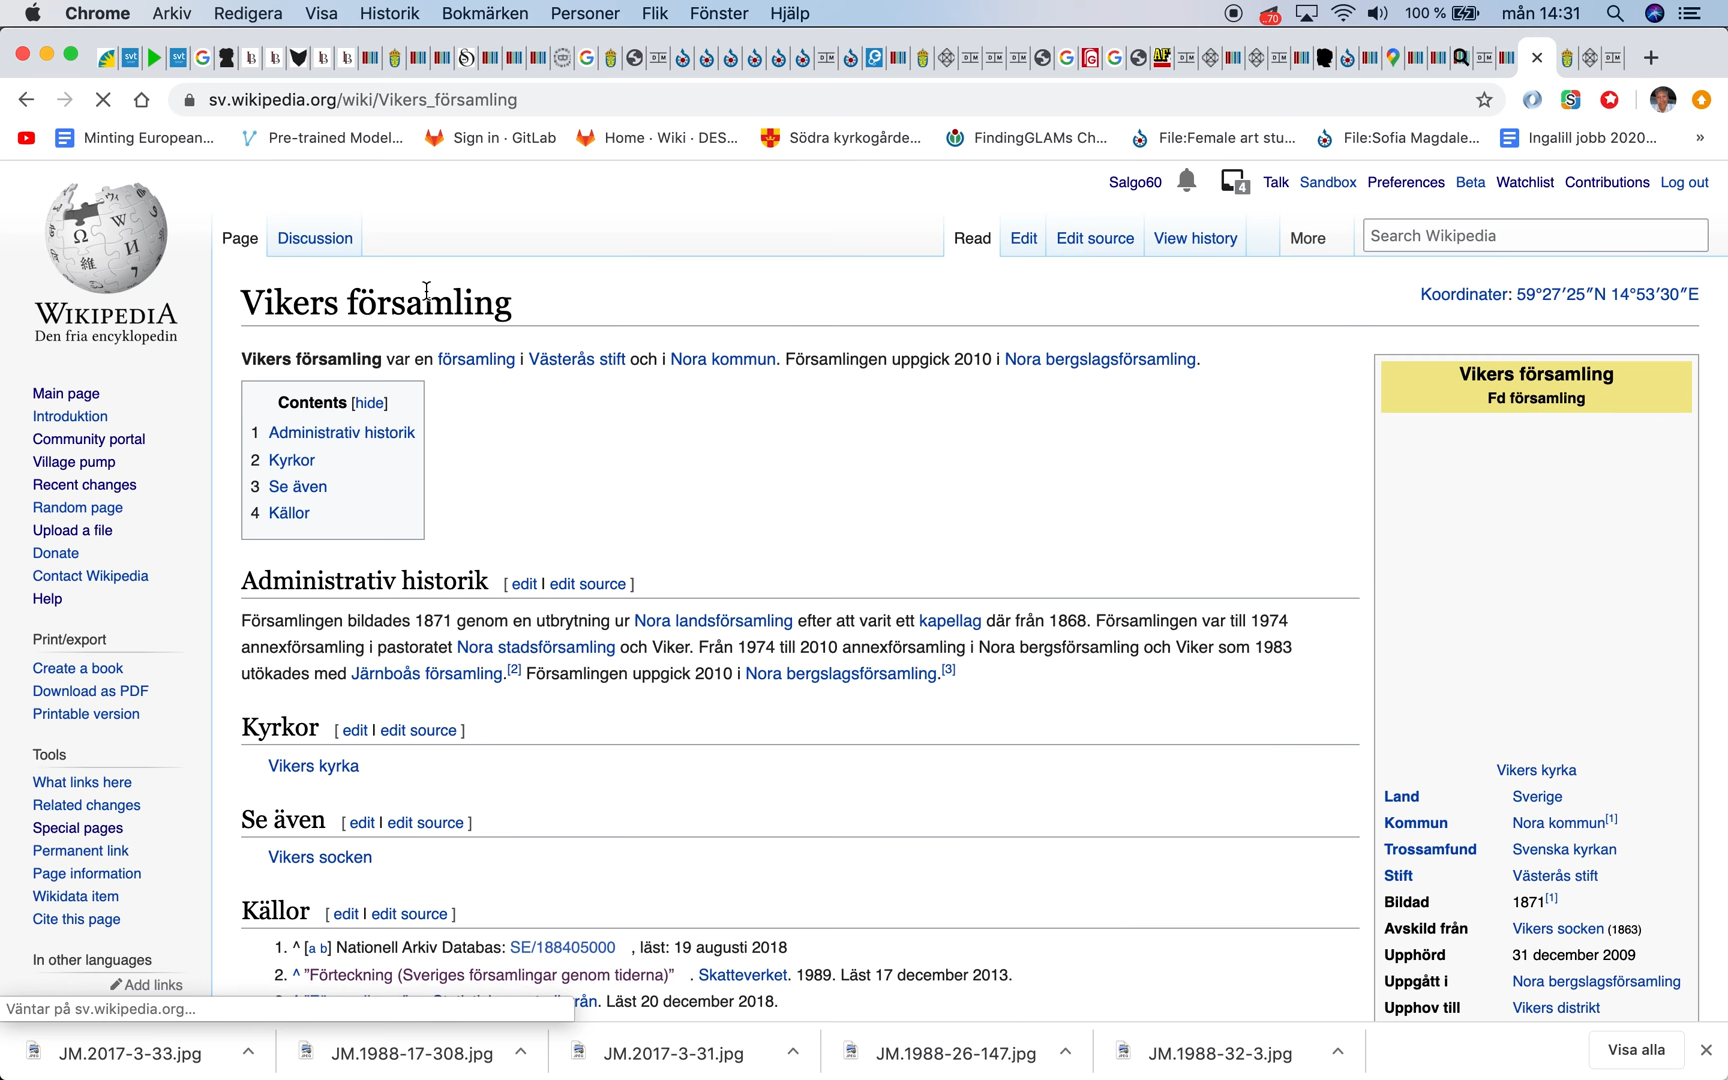 Chrome Arkiv Redigera Visa Historik Bokmärken Personer Flik Fönster Hjälp 100 % mån 14:31
sv.wikipedia.org/wiki/Vikers_församling
Minting European... Pre-trained Model... Sign in · GitLab Home · Wiki · DES... Södra kyrkogårde... FindingGLAMs Ch... File:Female art stu... File:Sofia Magdale... Ingalill jobb 2020... »
Salgo60 4 Talk Sandbox Preferences Beta Watchlist Contributions Log out
Page Discussion Read Edit Edit source View history More Search Wikipedia
WIKIPEDIA
Den fria encyklopedin
Main page
Introduktion
Community portal
Village pump
Recent changes
Random page
Upload a file
Donate
Contact Wikipedia
Help
Print/export
Create a book
Download as PDF
Printable version
Tools
What links here
Related changes
Special pages
Permanent link
Page information
Wikidata item
Cite this page
In other languages
Add links
Vikers församling
Koordinater: 59°27′25″N 14°53′30″E
Vikers församling var en församling i Västerås stift och i Nora kommun. Församlingen uppgick 2010 i Nora bergslagsförsamling.
Contents [hide]
1 Administrativ historik
2 Kyrkor
3 Se även
4 Källor
Administrativ historik [ edit | edit source ]
Församlingen bildades 1871 genom en utbrytning ur Nora landsförsamling efter att varit ett kapellag där från 1868. Församlingen var till 1974
annexförsamling i pastoratet Nora stadsförsamling och Viker. Från 1974 till 2010 annexförsamling i Nora bergsförsamling och Viker som 1983
utökades med Järnboås församling.[2] Församlingen uppgick 2010 i Nora bergslagsförsamling.[3]
Kyrkor [ edit | edit source ]
Vikers kyrka
Se även [ edit | edit source ]
Vikers socken
Källor [ edit | edit source ]
1. ^ [a b] Nationell Arkiv Databas: SE/188405000 , läst: 19 augusti 2018
2. ^ ”Förteckning (Sveriges församlingar genom tiderna)” . Skatteverket. 1989. Läst 17 december 2013.
Läst 20 december 2018.
Vikers församling
Fd församling
Vikers kyrka
Land Sverige
Kommun Nora kommun[1]
Trossamfund Svenska kyrkan
Stift Västerås stift
Bildad 1871[1]
Avskild från Vikers socken (1863)
Upphörd 31 december 2009
Uppgått i Nora bergslagsförsamling
Upphov till Vikers distrikt
Väntar på sv.wikipedia.org...
JM.2017-3-33.jpg JM.1988-17-308.jpg JM.2017-3-31.jpg JM.1988-26-147.jpg JM.1988-32-3.jpg Visa alla